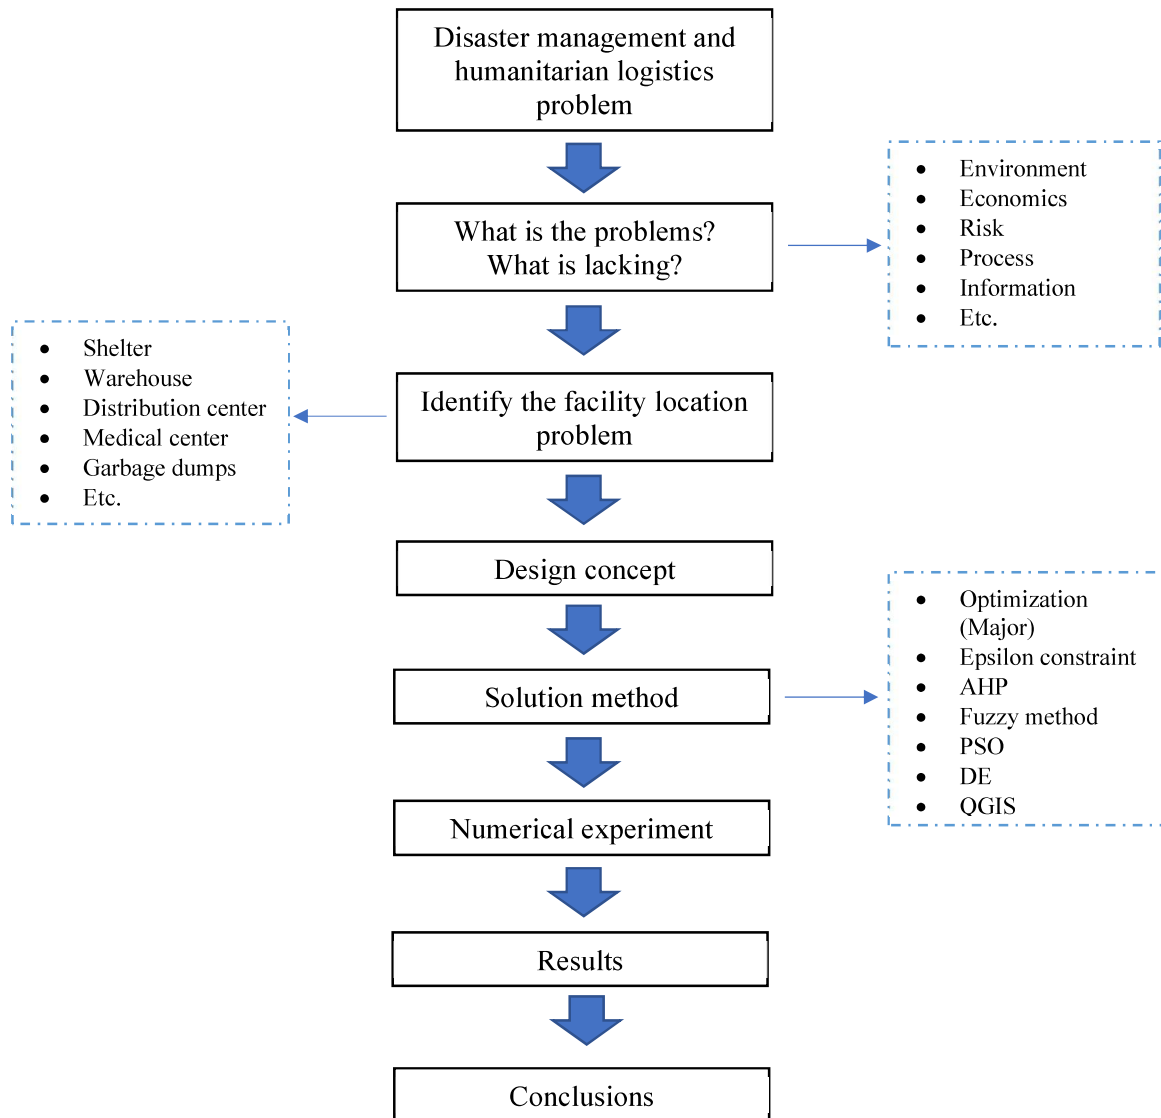 Disaster management and
humanitarian logistics
problem
What is the problems?
What is lacking?
• Environment
• Economics
• Risk
• Process
• Information
• Etc.
Identify the facility location
problem
• Shelter
• Warehouse
• Distribution center
• Medical center
• Garbage dumps
• Etc.
Design concept
Solution method
• Optimization
(Major)
• Epsilon constraint
• AHP
• Fuzzy method
• PSO
• DE
• QGIS
Numerical experiment
Results
Conclusions